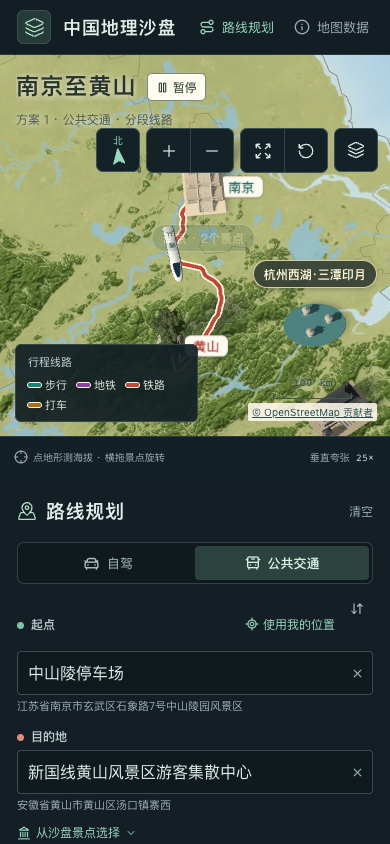 中国地理沙盘
路线规划
地图数据
南京至黄山
暂停
方案 1 · 公共交通 · 分段线路
北
南京
2个景点
杭州西湖·三潭印月
黄山
行程线路
步行
地铁
铁路
打车
© OpenStreetMap 贡献者
点地形测海拔 · 横拖景点旋转
垂直夸张 25×
路线规划
清空
自驾
公共交通
起点
使用我的位置
中山陵停车场
江苏省南京市玄武区石象路7号中山陵园风景区
目的地
新国线黄山风景区游客集散中心
安徽省黄山市黄山区汤口镇寨西
从沙盘景点选择